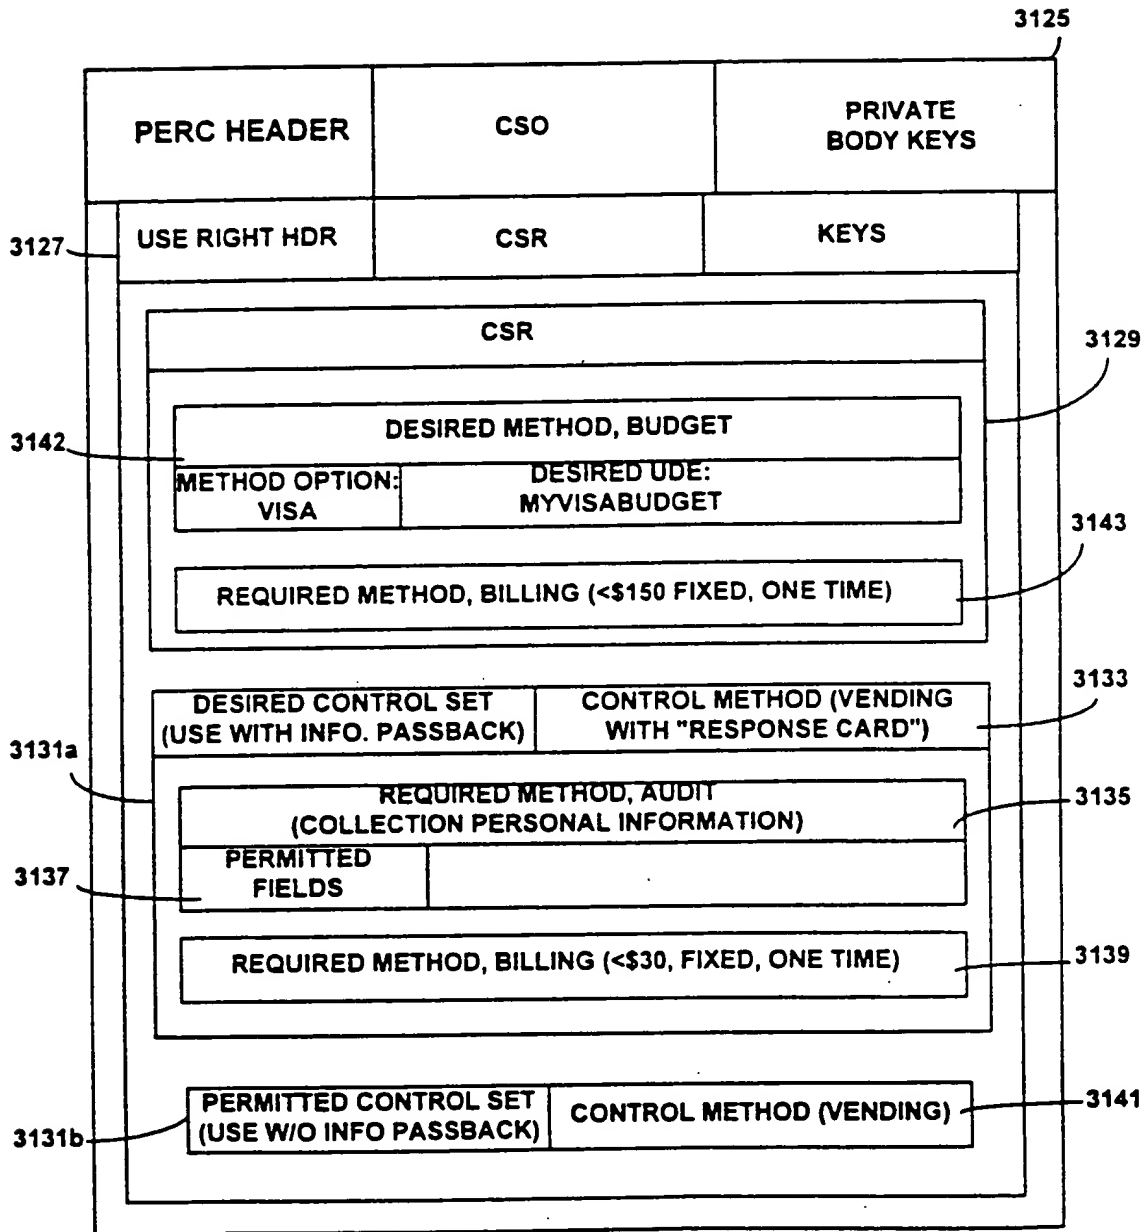 3125
PERC HEADER
CSO
PRIVATE
BODY KEYS
3127
USE RIGHT HDR
CSR
KEYS
CSR
3129
3142
DESIRED METHOD, BUDGET
METHOD OPTION:
VISA
DESIRED UDE:
MYVISABUDGET
3143
REQUIRED METHOD, BILLING (<$150 FIXED, ONE TIME)
3133
DESIRED CONTROL SET
(USE WITH INFO. PASSBACK)
CONTROL METHOD (VENDING
WITH "RESPONSE CARD")
3131a
REQUIRED METHOD, AUDIT
(COLLECTION PERSONAL INFORMATION)
3135
3137
PERMITTED
FIELDS
REQUIRED METHOD, BILLING (<$30, FIXED, ONE TIME)
3139
3131b
PERMITTED CONTROL SET
(USE W/O INFO PASSBACK)
CONTROL METHOD (VENDING)
3141